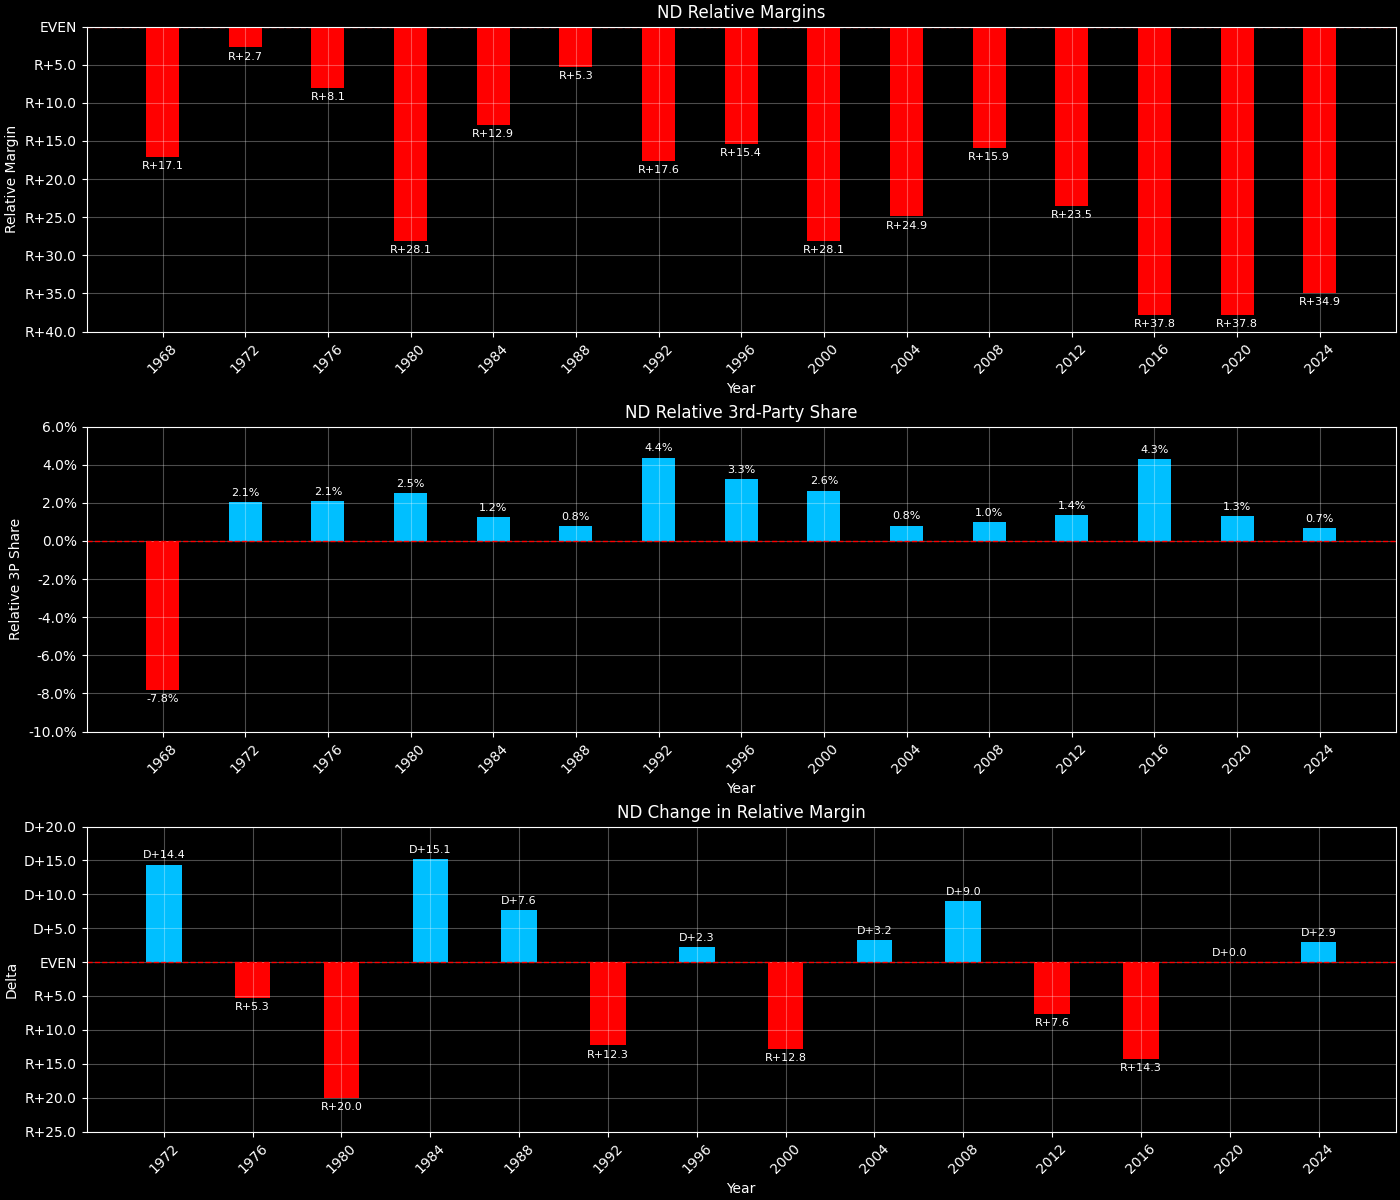 ND Relative Margins
Relative Margin
EVEN
R+5.0
R+10.0
R+15.0
R+20.0
R+25.0
R+30.0
R+35.0
R+40.0
R+17.1
R+2.7
R+8.1
R+28.1
R+12.9
R+5.3
R+17.6
R+15.4
R+28.1
R+24.9
R+15.9
R+23.5
R+37.8
R+37.8
R+34.9
1968 1972 1976 1980 1984 1988 1992 1996 2000 2004 2008 2012 2016 2020 2024
Year
ND Relative 3rd-Party Share
Relative 3P Share
6.0%
4.0%
2.0%
0.0%
-2.0%
-4.0%
-6.0%
-8.0%
-10.0%
-7.8%
2.1%
2.1%
2.5%
1.2%
0.8%
4.4%
3.3%
2.6%
0.8%
1.0%
1.4%
4.3%
1.3%
0.7%
1968 1972 1976 1980 1984 1988 1992 1996 2000 2004 2008 2012 2016 2020 2024
Year
ND Change in Relative Margin
Delta
D+20.0
D+15.0
D+10.0
D+5.0
EVEN
R+5.0
R+10.0
R+15.0
R+20.0
R+25.0
D+14.4
R+5.3
R+20.0
D+15.1
D+7.6
R+12.3
D+2.3
R+12.8
D+3.2
D+9.0
R+7.6
R+14.3
D+0.0
D+2.9
1972 1976 1980 1984 1988 1992 1996 2000 2004 2008 2012 2016 2020 2024
Year